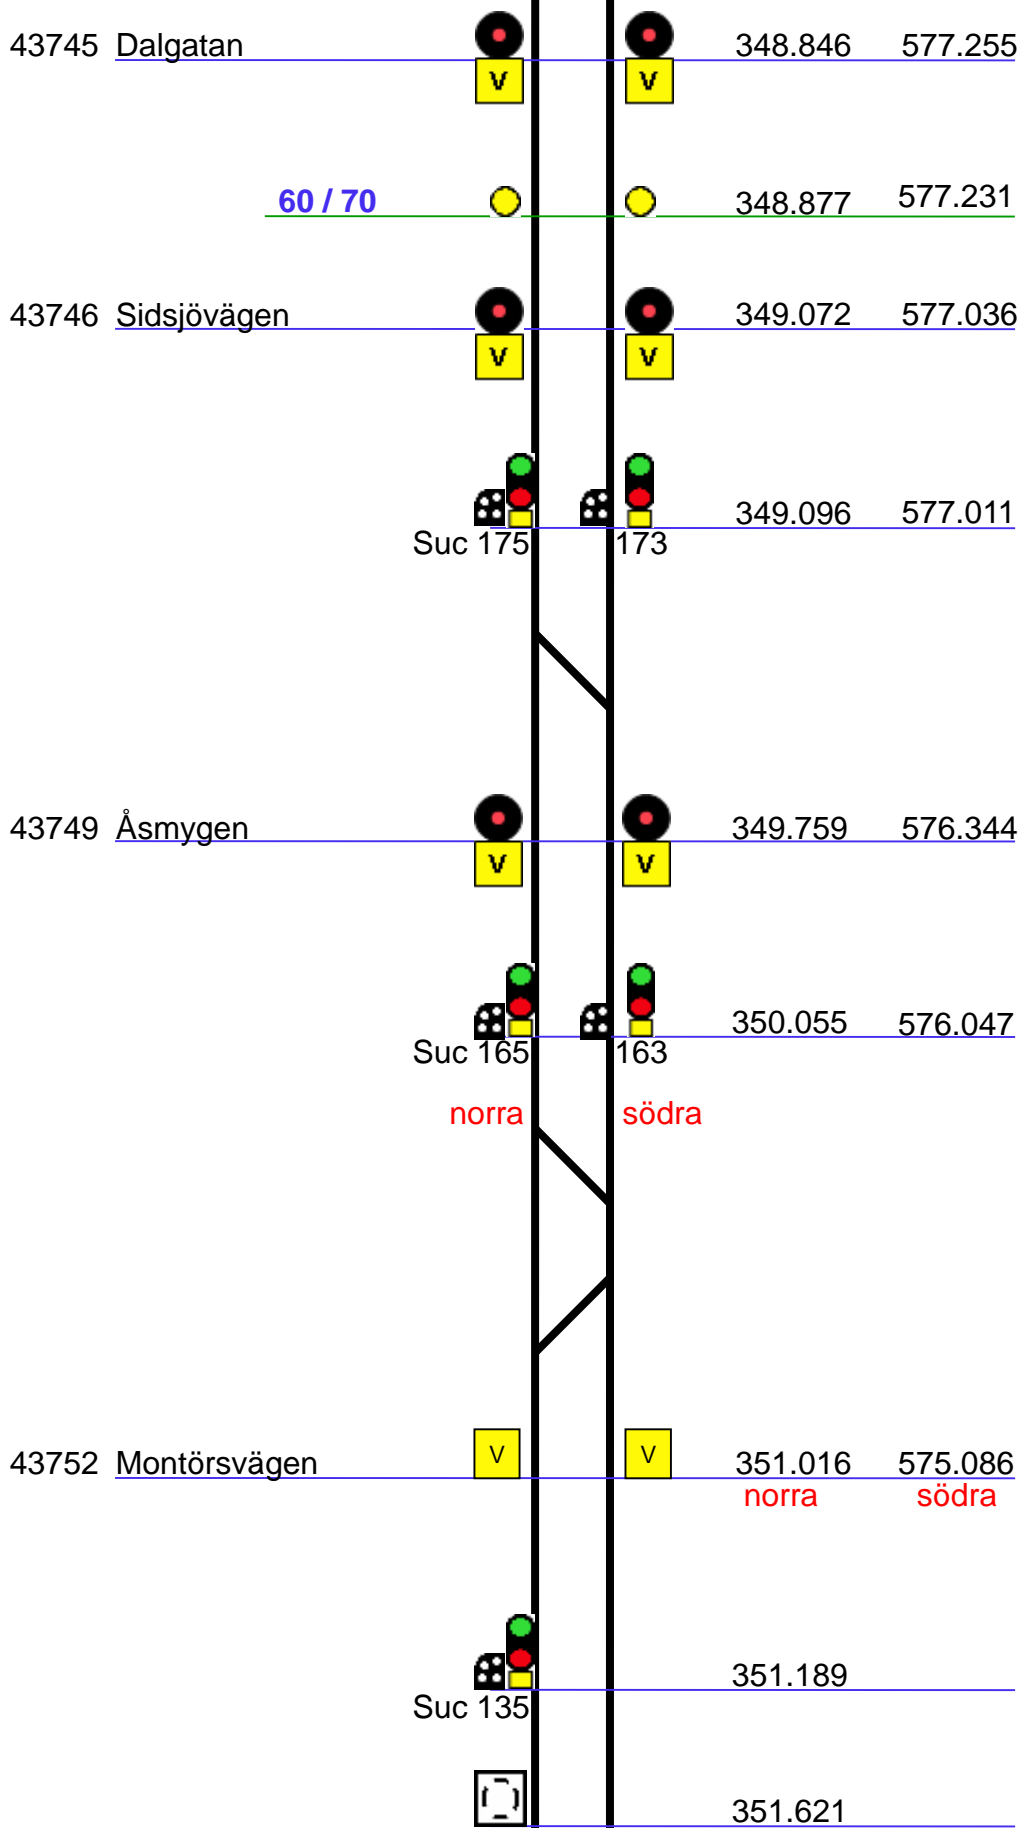 43745 Dalgatan 348.846 577.255
V V
60 / 70 348.877 577.231
43746 Sidsjövägen 349.072 577.036
V V
349.096 577.011
Suc 175 173
43749 Åsmygen 349.759 576.344
V V
350.055 576.047
Suc 165 163
norra södra
43752 Montörsvägen V V 351.016 575.086
norra södra
351.189
Suc 135
351.621